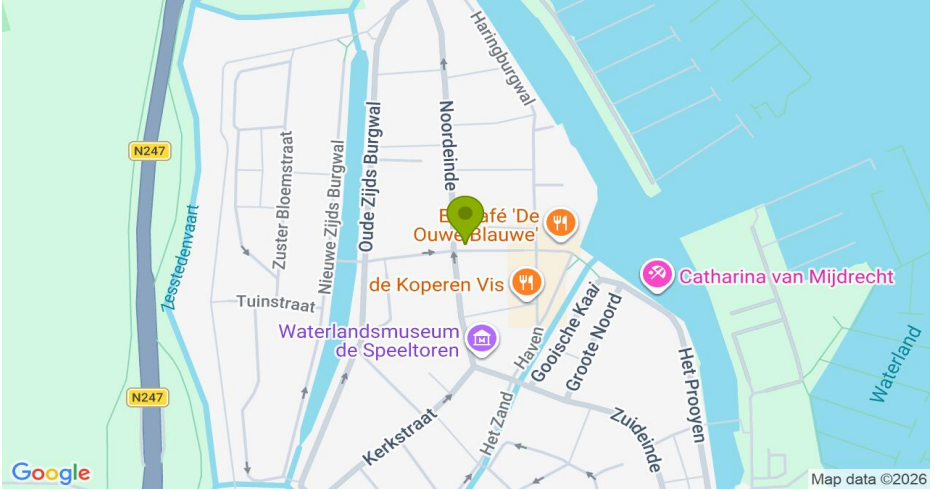 Haringburgwal
Noordeinde
Oude Zijds Burgwal
N247
Zuster Bloemstraat
Nieuwe Zijds Burgwal
Zesstedenvaart
afé 'De
Ouwe Blauwe'
de Koperen Vis
Catharina van Mijdrecht
Tuinstraat
Waterlandsmuseum
de Speeltoren
Haven
Gooische Kaai
Groote Noord
Het Prooyen
Waterland
N247
Kerkstraat
Het Zand
Zuideinde
Google
Map data ©2026